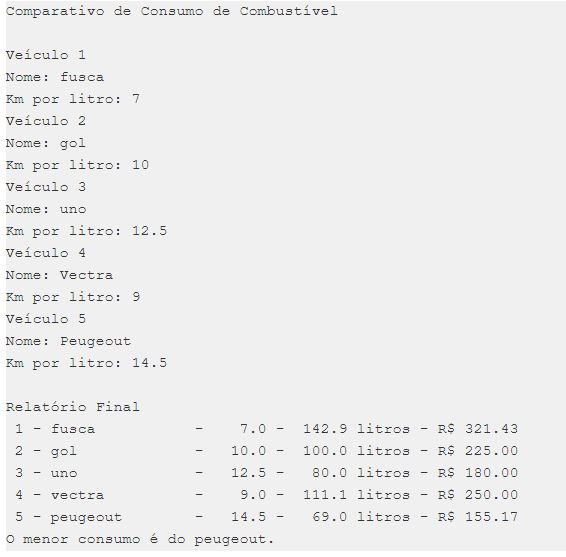 Comparativo de Consumo de Combustível
Veículo 1
Nome: fusca
Km por litro: 7
Veículo 2
Nome: gol
Km por litro: 10
Veículo 3
Nome: uno
Km por litro: 12.5
Veículo 4
Nome: Vectra
Km por litro: 9
Veículo 5
Nome: Peugeout
Km por litro: 14.5
Relatório Final
1 - fusca - 7.0 - 142.9 litros - R$ 321.43
2 - gol - 10.0 - 100.0 litros - R$ 225.00
3 - uno - 12.5 - 80.0 litros - R$ 180.00
4 - vectra - 9.0 - 111.1 litros - R$ 250.00
5 - peugeout - 14.5 - 69.0 litros - R$ 155.17
O menor consumo é do peugeout.